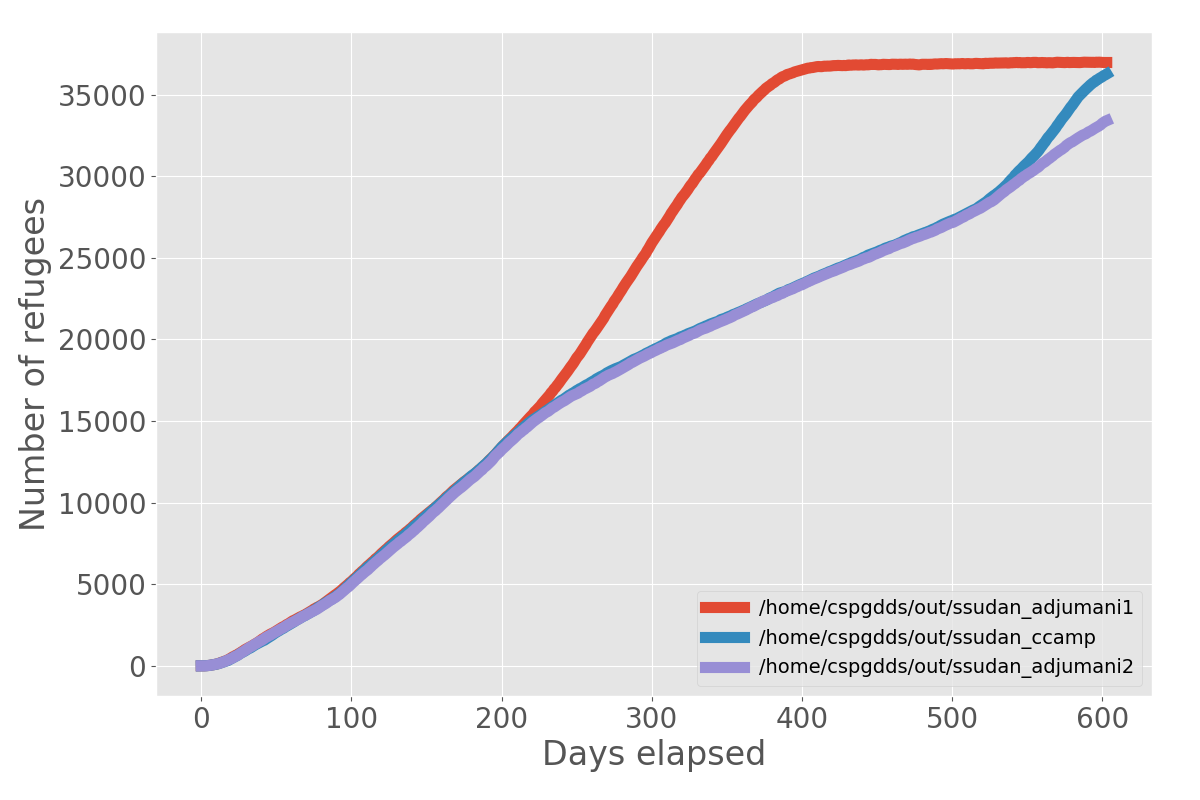 Number of refugees
35000
30000
25000
20000
15000
10000
5000
0
/home/cspgdds/out/ssudan_adjumani1
/home/cspgdds/out/ssudan_ccamp
/home/cspgdds/out/ssudan_adjumani2
0 100 200 300 400 500 600
Days elapsed